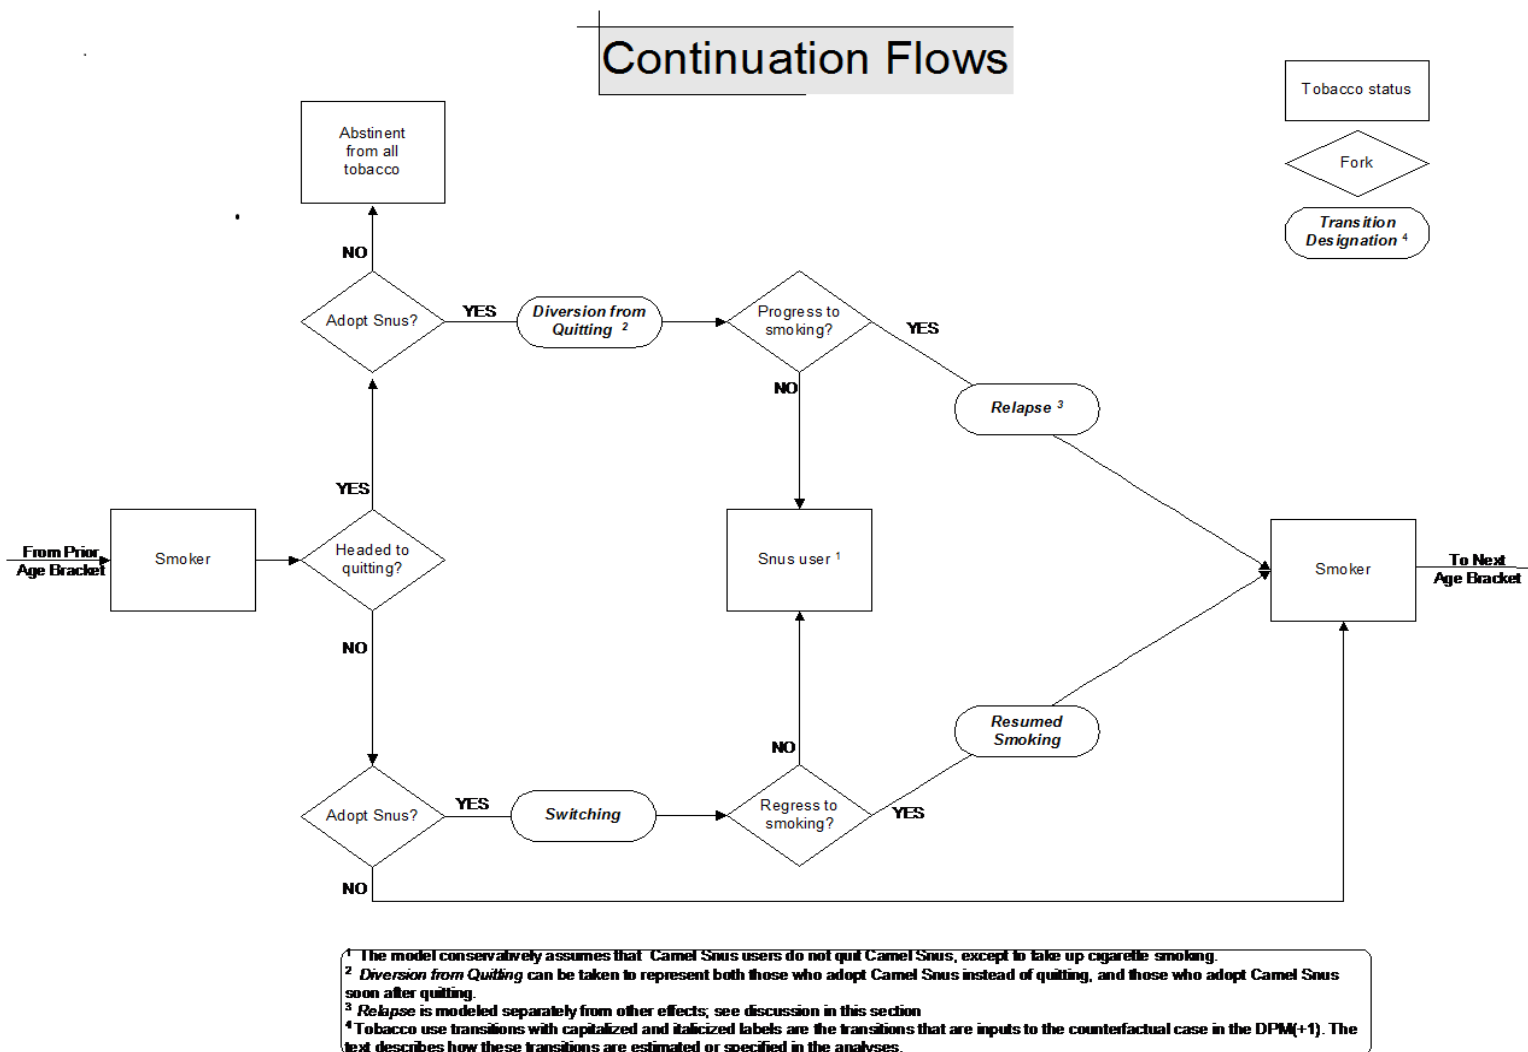 Continuation Flows
Tobacco status
Fork
Transition
Designation 4
Abstinent
from all
tobacco
NO
Adopt Snus?
YES
Diversion from
Quitting 2
Progress to
smoking?
YES
NO
Relapse 3
YES
From Prior
Age Bracket
Smoker
Headed to
quitting?
Snus user 1
Smoker
To Next
Age Bracket
NO
Resumed
Smoking
NO
Adopt Snus?
YES
Switching
Regress to
smoking?
YES
NO
1 The model conservatively assumes that Camel Snus users do not quit Camel Snus, except to take up cigarette smoking.
2 Diversion from Quitting can be taken to represent both those who adopt Camel Snus instead of quitting, and those who adopt Camel Snus
soon after quitting.
3 Relapse is modeled separately from other effects; see discussion in this section
4 Tobacco use transitions with capitalized and italicized labels are the transitions that are inputs to the counterfactual case in the DPM(+1). The
text describes how these transitions are estimated or specified in the analyses.